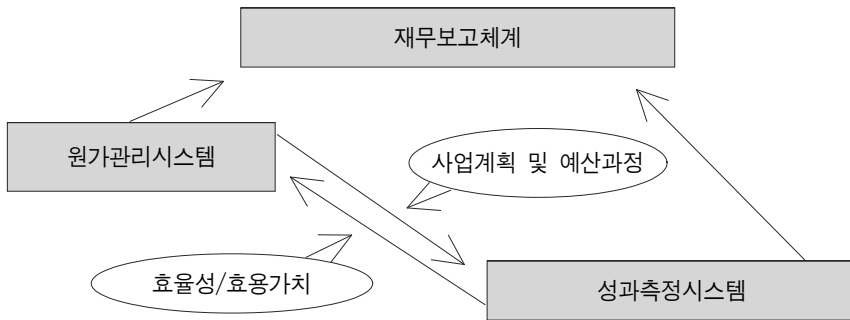 재무보고체계
원가관리시스템
사업계획 및 예산과정
효율성/효용가치
성과측정시스템